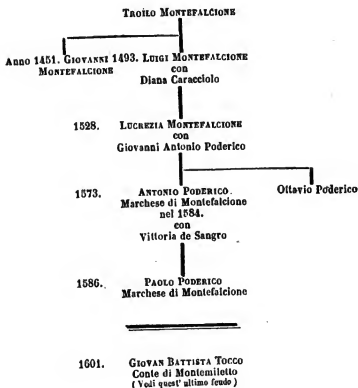 TROILO MONTEFALCIONE
Anno 1451. GIOVANNI 1493. LUIGI MONTEFALCIONE
MONTEFALCIONE con
Diana Caracciolo
1528. LUCREZIA MONTEFALCIONE
con
Giovanni Antonio Poderico
1573. ANTONIO PODERICO. Ottavio Poderico
Marchese di Montefalcione
nel 1584.
con
Vittoria de Sangro
1586. PAOLO PODERICO
Marchese di Montefalcione
1601. GIOVAN BATTISTA TOCCO
Conte di Montemiletto
(Vedi quest' ultimo feudo)